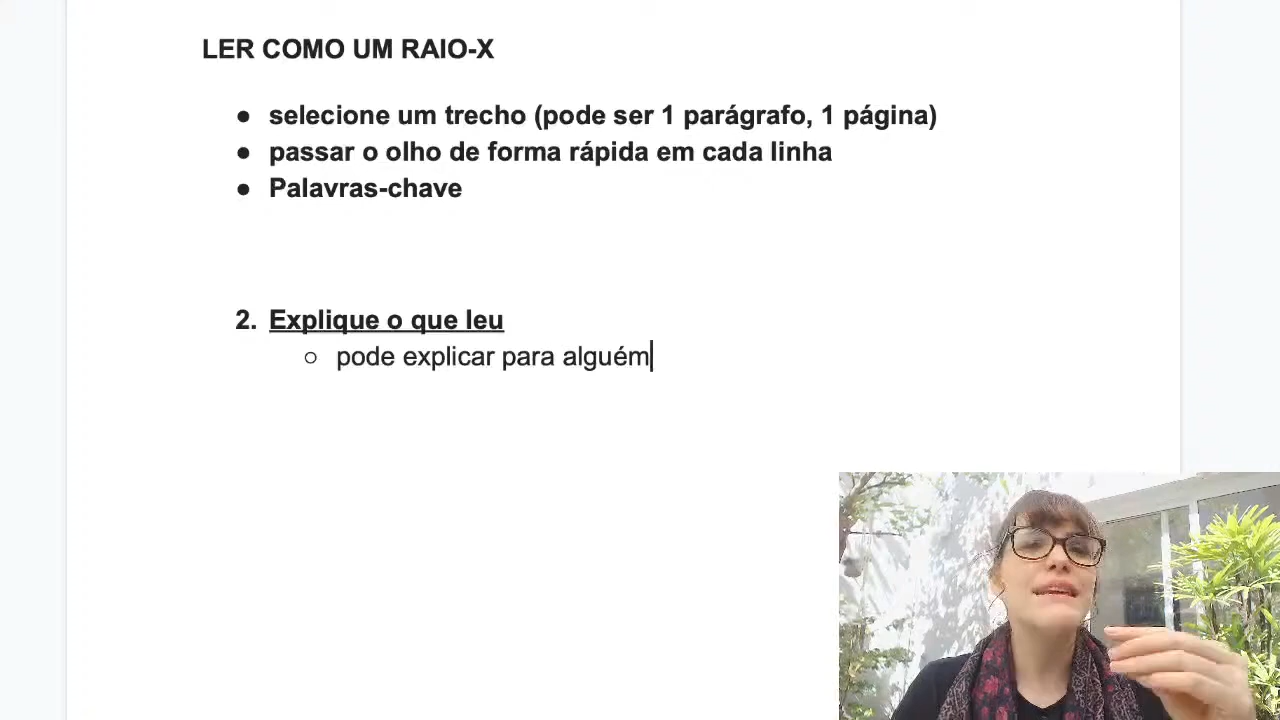 LER COMO UM RAIO-X
● selecione um trecho (pode ser 1 parágrafo, 1 página)
● passar o olho de forma rápida em cada linha
● Palavras-chave
2. Explique o que leu
○ pode explicar para alguém